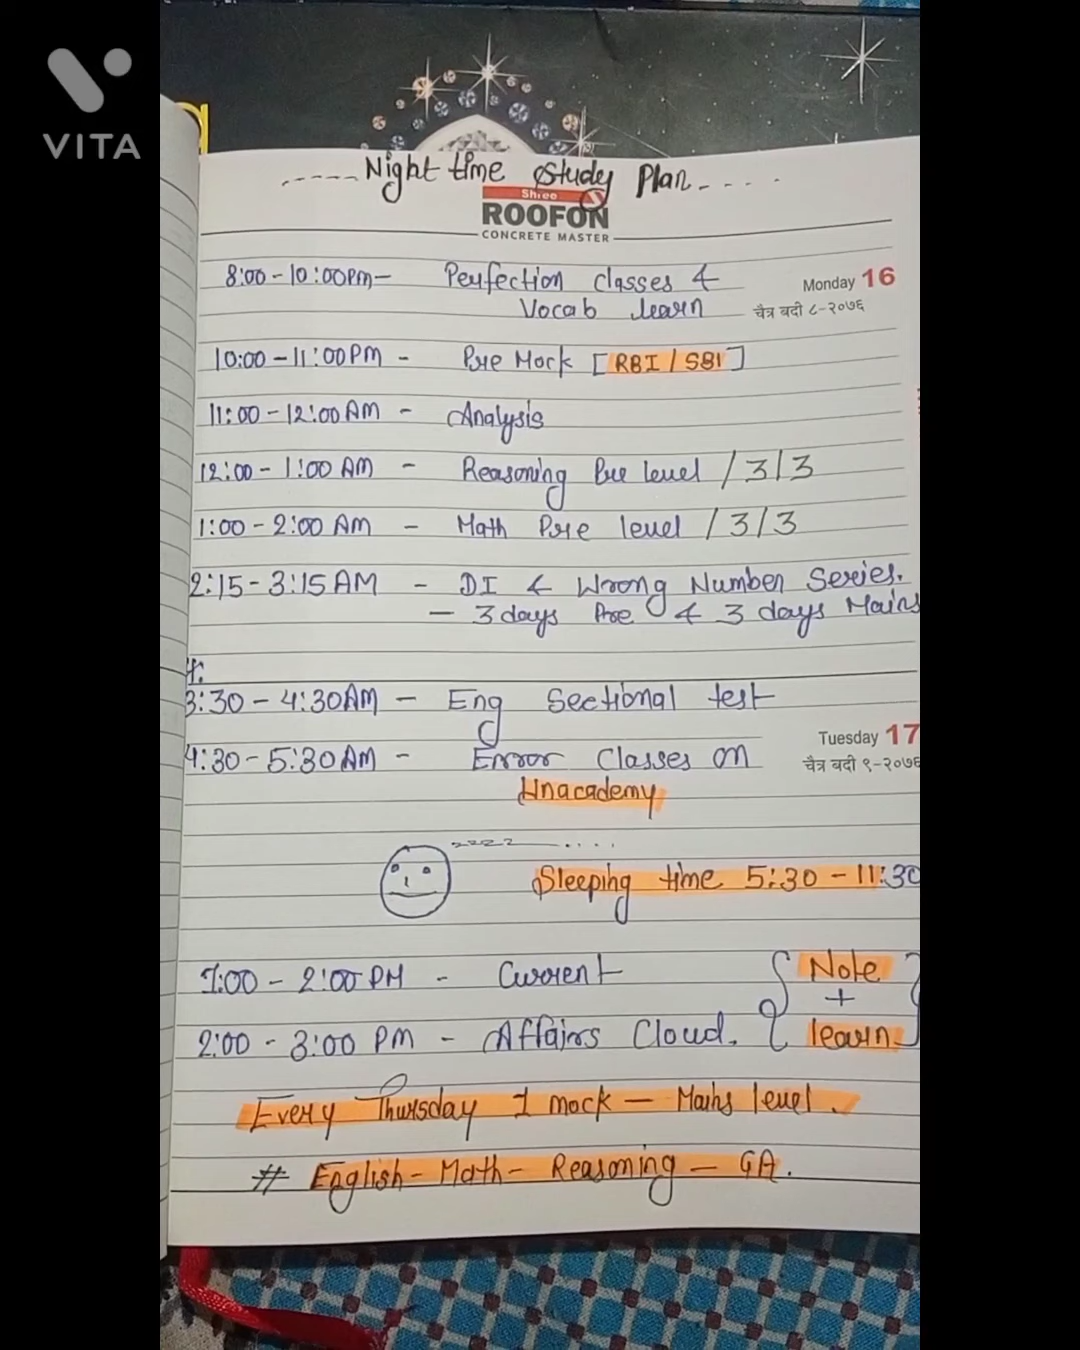 VITA
Night time Study Plan
Shree
ROOFON
CONCRETE MASTER
8:00 - 10:00PM - Perfection classes &
Vocab learn
Monday 16
चैत्र बदी ८-२०७६
10:00 - 11:00PM - Pre Mock [RBI / SBI]
11:00 - 12:00 AM - Analysis
12:00 - 1:00 AM - Reasoning Pre level / 3 / 3
1:00 - 2:00 AM - Math Pre level / 3 / 3
2:15 - 3:15 AM - DI & Wrong Number Series.
- 3 days Pre & 3 days Mains
3:30 - 4:30 AM - Eng Sectional test
Tuesday 17
चैत्र बदी ९-२०७६
4:30 - 5:30 AM - Error Classes on
Unacademy
zzzz ....
Sleeping time 5:30 - 11:30
1:00 - 2:00 PM - Current
2:00 - 3:00 PM - Affairs Cloud.
Note
+
learn
Every Thursday 1 mock - Mains level.
# English - Math - Reasoning - GA.